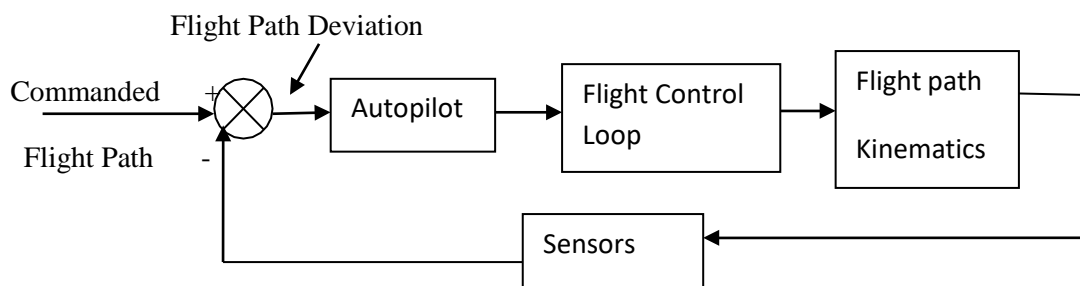 Flight Path Deviation
Commanded
+
Flight Path
-
Autopilot
Flight Control
Loop
Flight path
Kinematics
Sensors